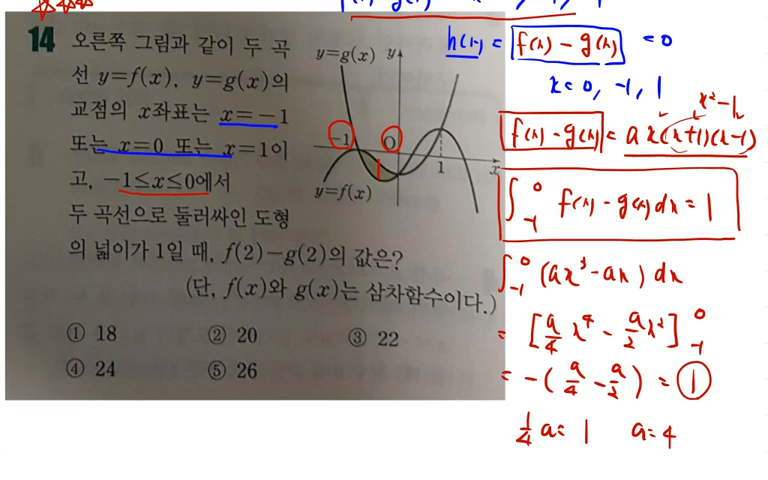 h(x) = f(x) - g(x) = 0
x = 0, -1, 1
14 오른쪽 그림과 같이 두 곡
선 y=f(x), y=g(x)의
교점의 x좌표는 x=-1
또는 x=0 또는 x=1이
고, -1≤x≤0에서
두 곡선으로 둘러싸인 도형
의 넓이가 1일 때, f(2)-g(2)의 값은?
(단, f(x)와 g(x)는 삼차함수이다.)
① 18 ② 20 ③ 22
④ 24 ⑤ 26
y=g(x) y
-1 O 1 x
1
y=f(x)
x²-1
f(x) - g(x) = ax(x+1)(x-1)
∫₋₁⁰ f(x) - g(x) dx = 1
∫₋₁⁰ (ax³ - ax) dx
= [a/4 x⁴ - a/2 x²]₋₁⁰
= -(a/4 - a/2) = 1
1/4 a = 1 a = 4